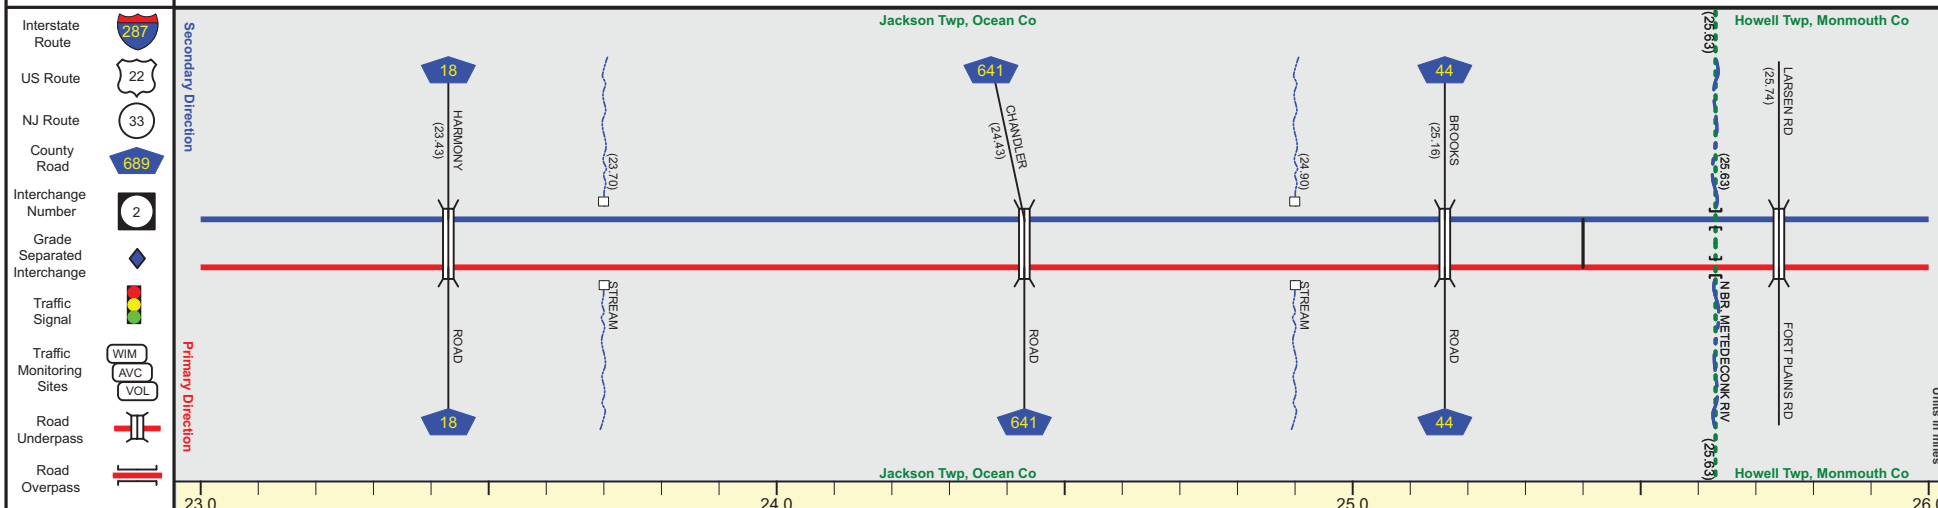 Interstate
Route
287
US Route
22
NJ Route
33
County
Road
689
Interchange
Number
2
Grade
Separated
Interchange
Traffic
Signal
Traffic
Monitoring
Sites
WIM
AVC
VOL
Road
Underpass
Road
Overpass
Secondary Direction
Primary Direction
Jackson Twp, Ocean Co
Howell Twp, Monmouth Co
18
HARMONY
(23.43)
ROAD
18
(23.70)
STREAM
641
CHANDLER
(24.43)
ROAD
641
(24.90)
STREAM
44
BROOKS
(25.16)
ROAD
44
(25.63)
(25.63)
N BR, METEDECONK RIV
(25.63)
LARSEN RD
(25.74)
FORT PLAINS RD
Units in miles
Jackson Twp, Ocean Co
Howell Twp, Monmouth Co
23.0
24.0
25.0
26.0